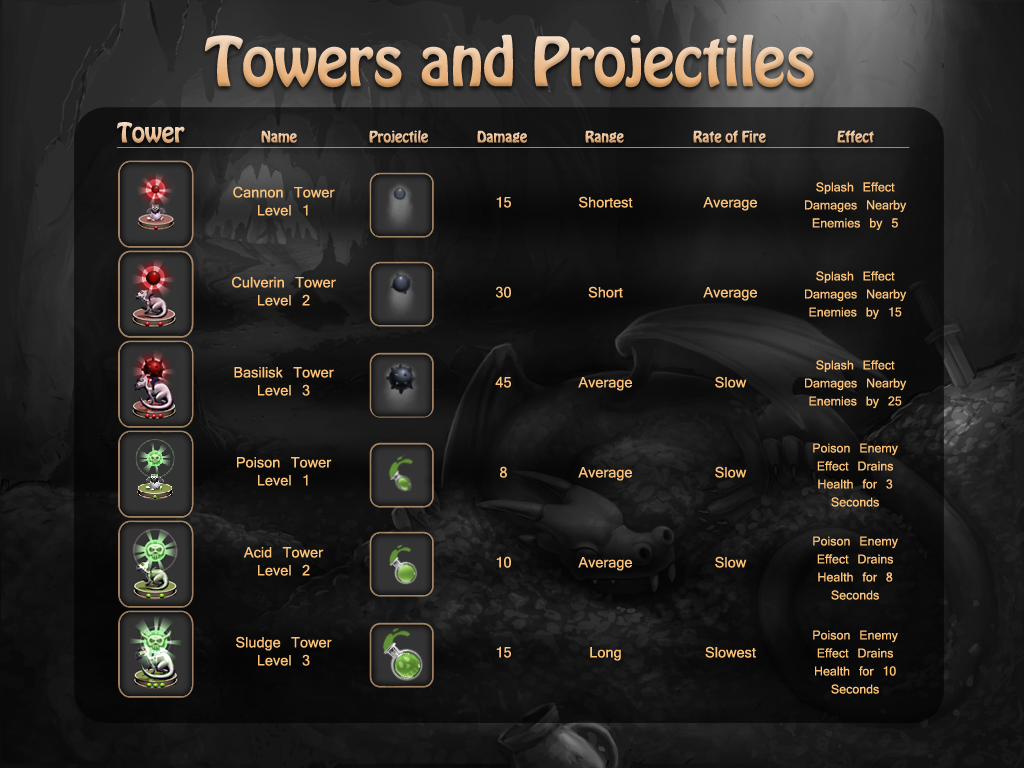 Towers and Projectiles
Tower Name Projectile Damage Range Rate of Fire Effect
Cannon Tower
Level 1
15
Shortest
Average
Splash Effect
Damages Nearby
Enemies by 5
Culverin Tower
Level 2
30
Short
Average
Splash Effect
Damages Nearby
Enemies by 15
Basilisk Tower
Level 3
45
Average
Slow
Splash Effect
Damages Nearby
Enemies by 25
Poison Tower
Level 1
8
Average
Slow
Poison Enemy
Effect Drains
Health for 3
Seconds
Acid Tower
Level 2
10
Average
Slow
Poison Enemy
Effect Drains
Health for 8
Seconds
Sludge Tower
Level 3
15
Long
Slowest
Poison Enemy
Effect Drains
Health for 10
Seconds